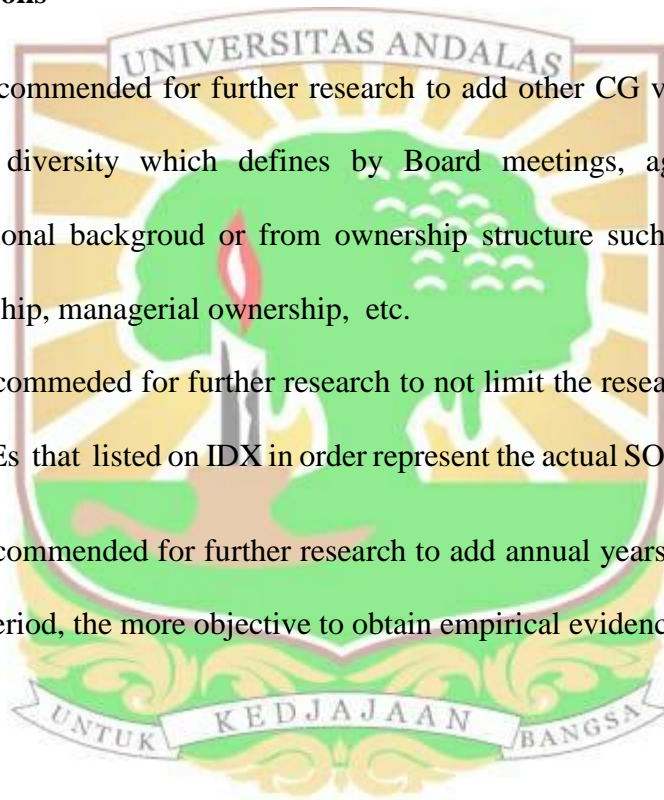 ons
UNIVERSITAS ANDALAS
commended for further research to add other CG v
diversity which defines by Board meetings, ag
ional backgroud or from ownership structure such
hip, managerial ownership, etc.
commeded for further research to not limit the resea
Es that listed on IDX in order represent the actual SO
commended for further research to add annual years
eriod, the more objective to obtain empirical evidenc
UNTUK KEDJAJAAN BANGSA